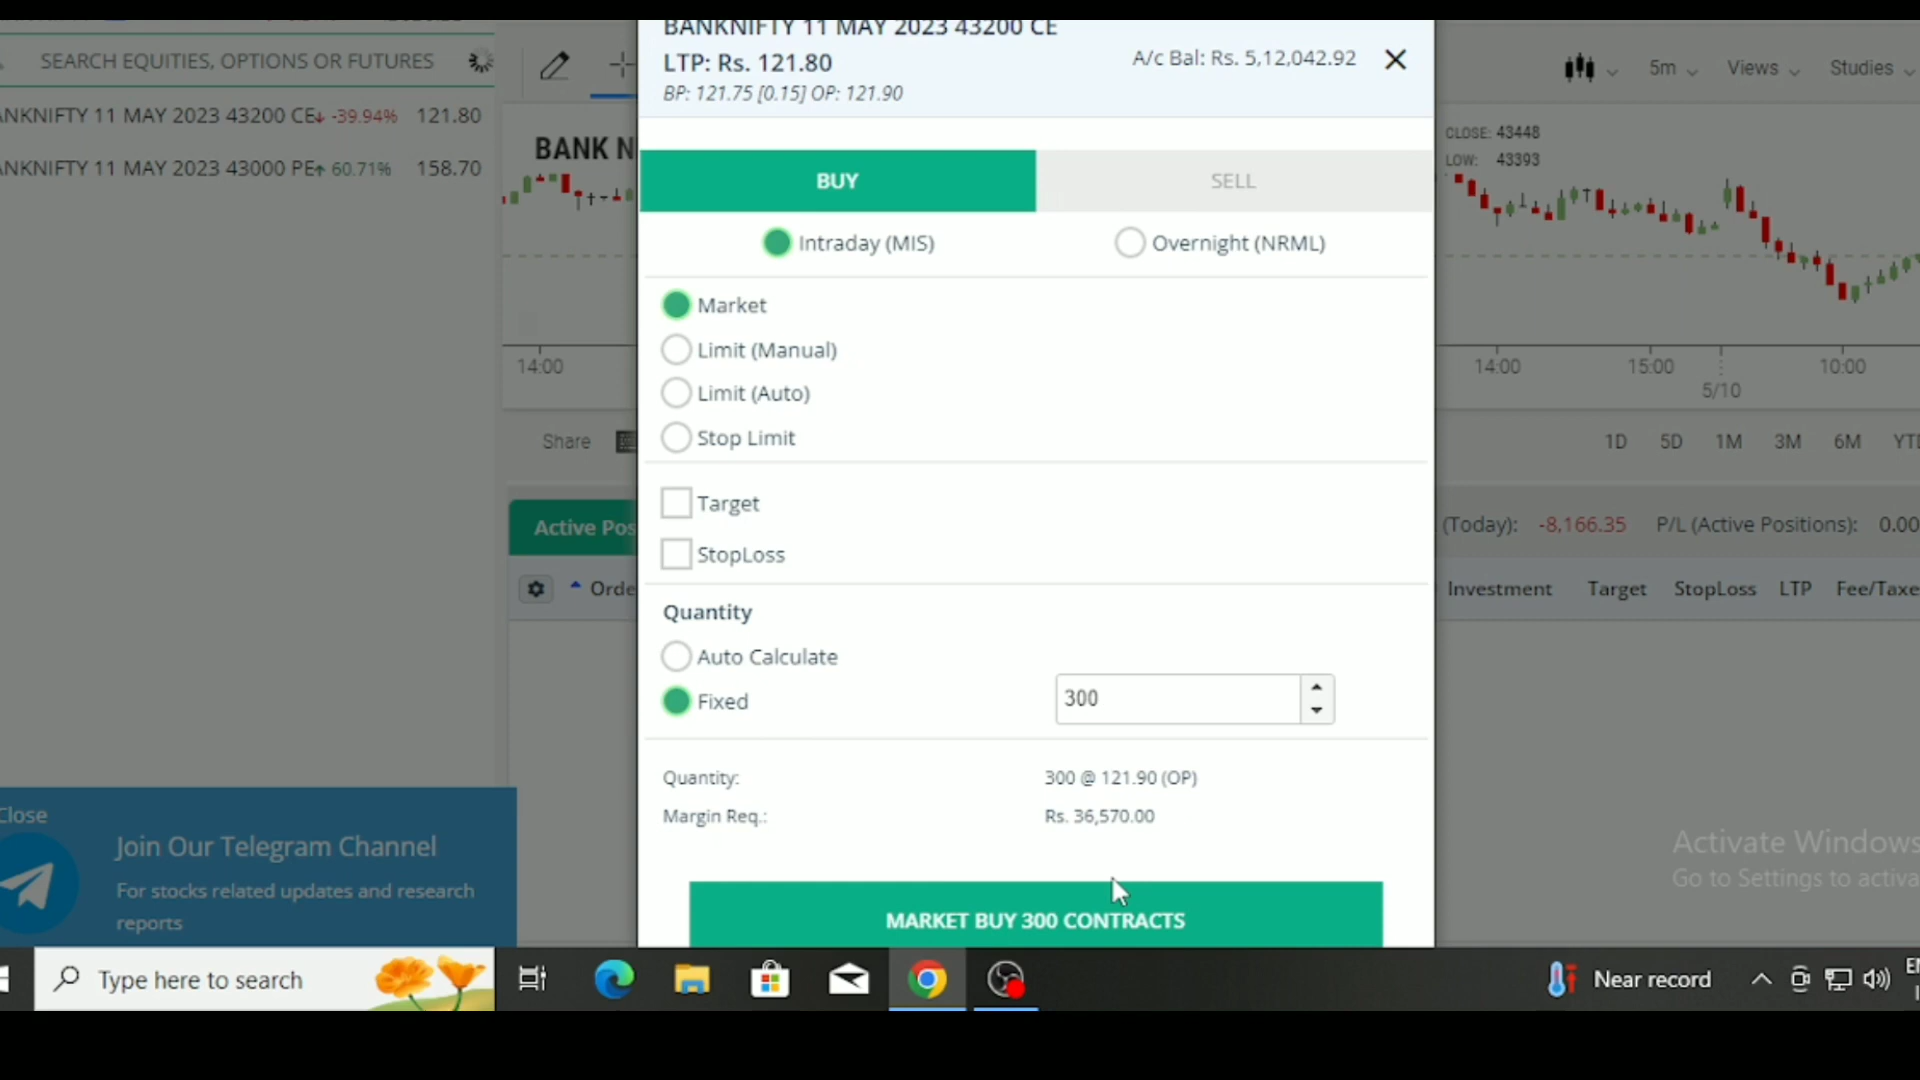 BANKNIFTY 11 MAY 2023 43200 CE
LTP: Rs. 121.80
A/c Bal: Rs. 5,12,042.92
BP: 121.75 [0.15] OP: 121.90
SEARCH EQUITIES, OPTIONS OR FUTURES
ANKNIFTY 11 MAY 2023 43200 CE -39.94% 121.80
ANKNIFTY 11 MAY 2023 43000 PE 60.71% 158.70
5m
Views
Studies
BANK N
CLOSE: 43448
LOW: 43393
BUY
SELL
Intraday (MIS)
Overnight (NRML)
Market
Limit (Manual)
Limit (Auto)
Stop Limit
14:00
14:00
15:00
10:00
5/10
Share
1D 5D 1M 3M 6M YTD
Target
StopLoss
Active Pos
(Today): -8,166.35 P/L (Active Positions): 0.00
Orde
Investment Target StopLoss LTP Fee/Taxe
Quantity
Auto Calculate
Fixed
300
Quantity: 300 @ 121.90 (OP)
Margin Req.: Rs. 36,570.00
MARKET BUY 300 CONTRACTS
Close
Join Our Telegram Channel
For stocks related updates and research
reports
Activate Windows
Go to Settings to activa
Type here to search
Near record